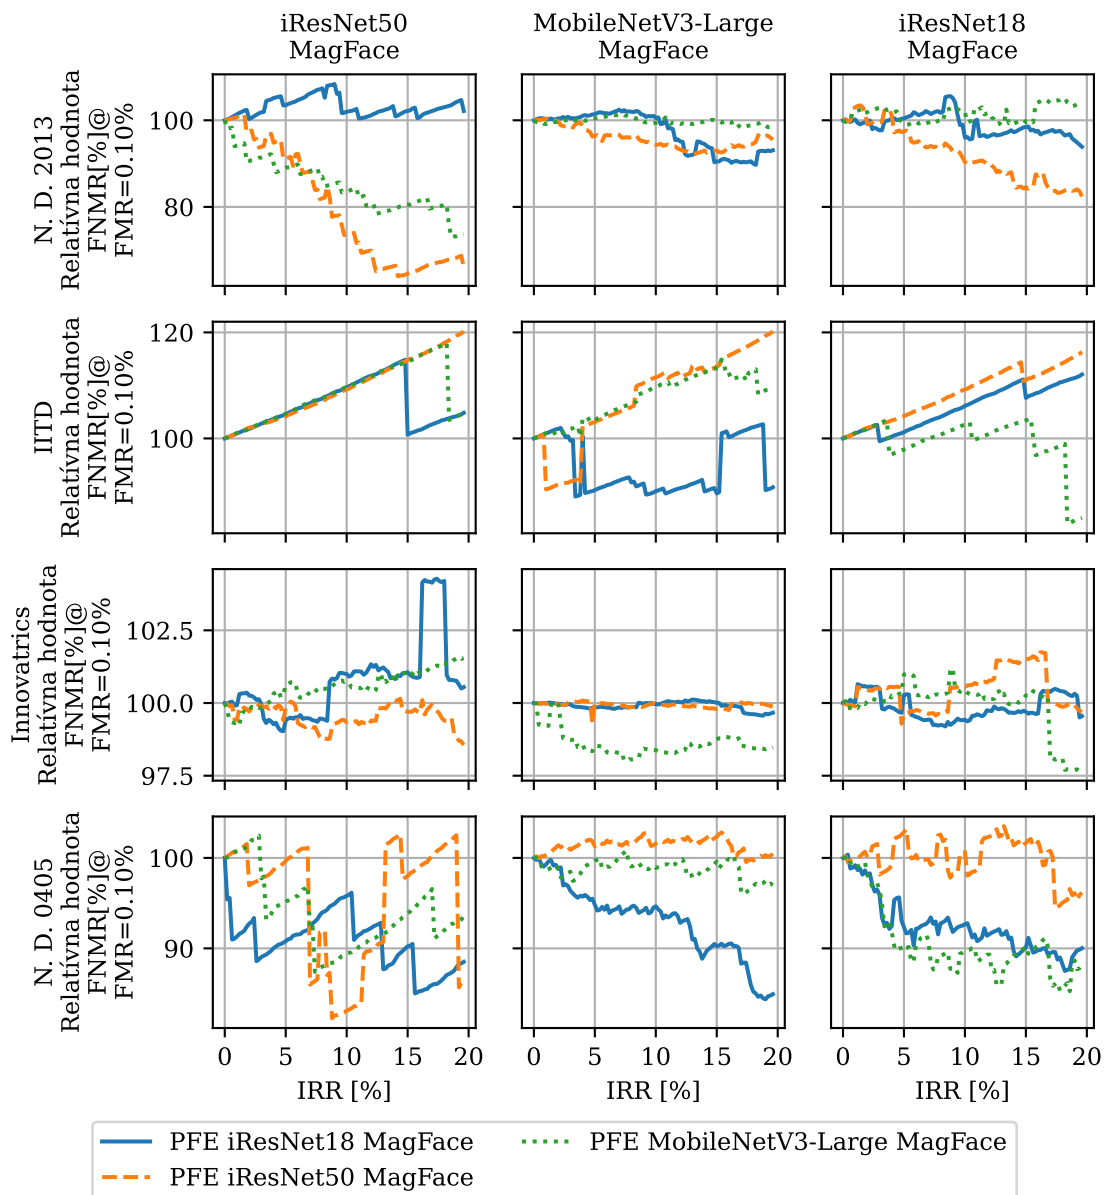 iResNet50
MagFace
MobileNetV3-Large
MagFace
iResNet18
MagFace
N. D. 2013
Relatívna hodnota
FNMR[%]@
FMR=0.10%
100
80
IITD
Relatívna hodnota
FNMR[%]@
FMR=0.10%
120
100
Innovatrics
Relatívna hodnota
FNMR[%]@
FMR=0.10%
102.5
100.0
97.5
N. D. 0405
Relatívna hodnota
FNMR[%]@
FMR=0.10%
100
90
0 5 10 15 20
0 5 10 15 20
0 5 10 15 20
IRR [%]
IRR [%]
IRR [%]
PFE iResNet18 MagFace
PFE iResNet50 MagFace
PFE MobileNetV3-Large MagFace